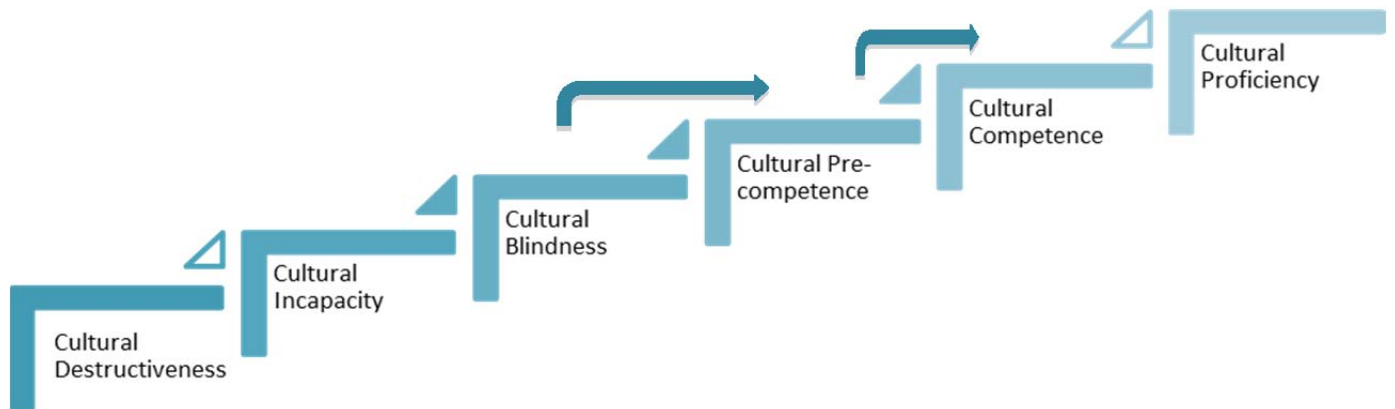 Cultural
Destructiveness
Cultural
Incapacity
Cultural
Blindness
Cultural Pre-
competence
Cultural
Competence
Cultural
Proficiency